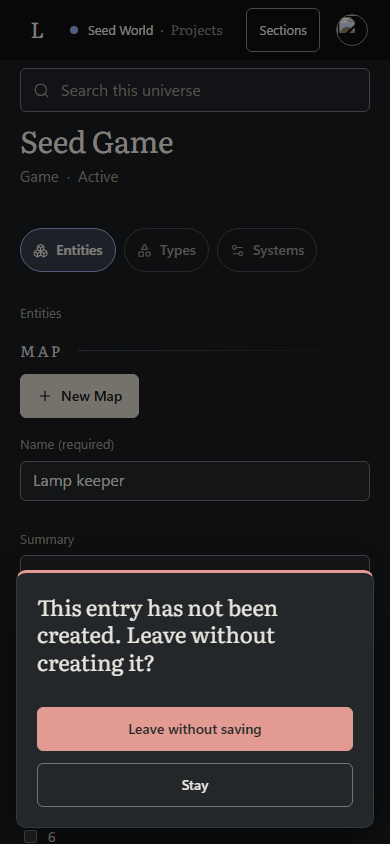 L
Seed World · Projects
Sections
Search this universe
Seed Game
Game · Active
Entities
Types
Systems
Entities
MAP
+ New Map
Name (required)
Lamp keeper
Summary
This entry has not been
created. Leave without
creating it?
Leave without saving
Stay
6